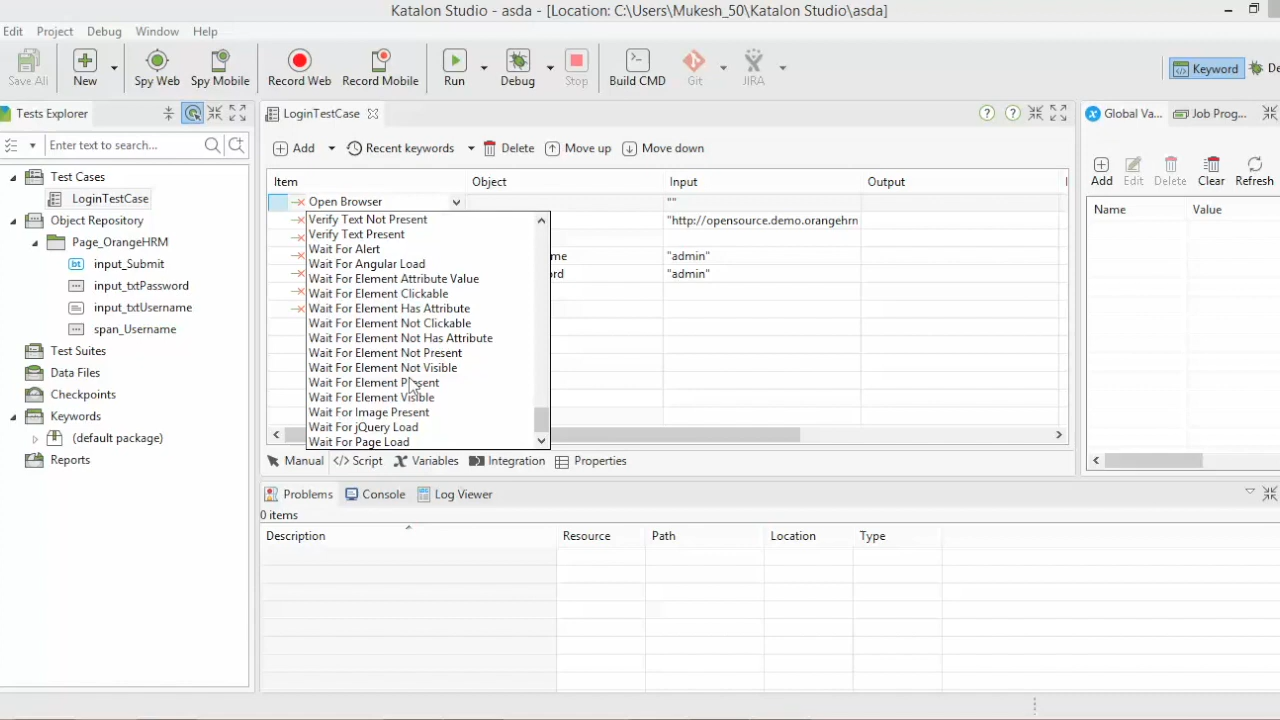 Katalon Studio - asda - [Location: C:\Users\Mukesh_50\Katalon Studio\asda]
Edit Project Debug Window Help
Save All New Spy Web Spy Mobile Record Web Record Mobile Run Debug Stop Build CMD Git JIRA Keyword De
Tests Explorer
Enter text to search...
Test Cases
LoginTestCase
Object Repository
Page_OrangeHRM
input_Submit
input_txtPassword
input_txtUsername
span_Username
Test Suites
Data Files
Checkpoints
Keywords
(default package)
Reports
LoginTestCase
Add Recent keywords Delete Move up Move down
Item Object Input Output
Open Browser ""
"http://opensource.demo.orangehrn
me "admin"
rd "admin"
Verify Text Not Present
Verify Text Present
Wait For Alert
Wait For Angular Load
Wait For Element Attribute Value
Wait For Element Clickable
Wait For Element Has Attribute
Wait For Element Not Clickable
Wait For Element Not Has Attribute
Wait For Element Not Present
Wait For Element Not Visible
Wait For Element Present
Wait For Element Visible
Wait For Image Present
Wait For jQuery Load
Wait For Page Load
Manual Script Variables Integration Properties
Problems Console Log Viewer
0 items
Description Resource Path Location Type
Global Va... Job Prog...
Add Edit Delete Clear Refresh
Name Value